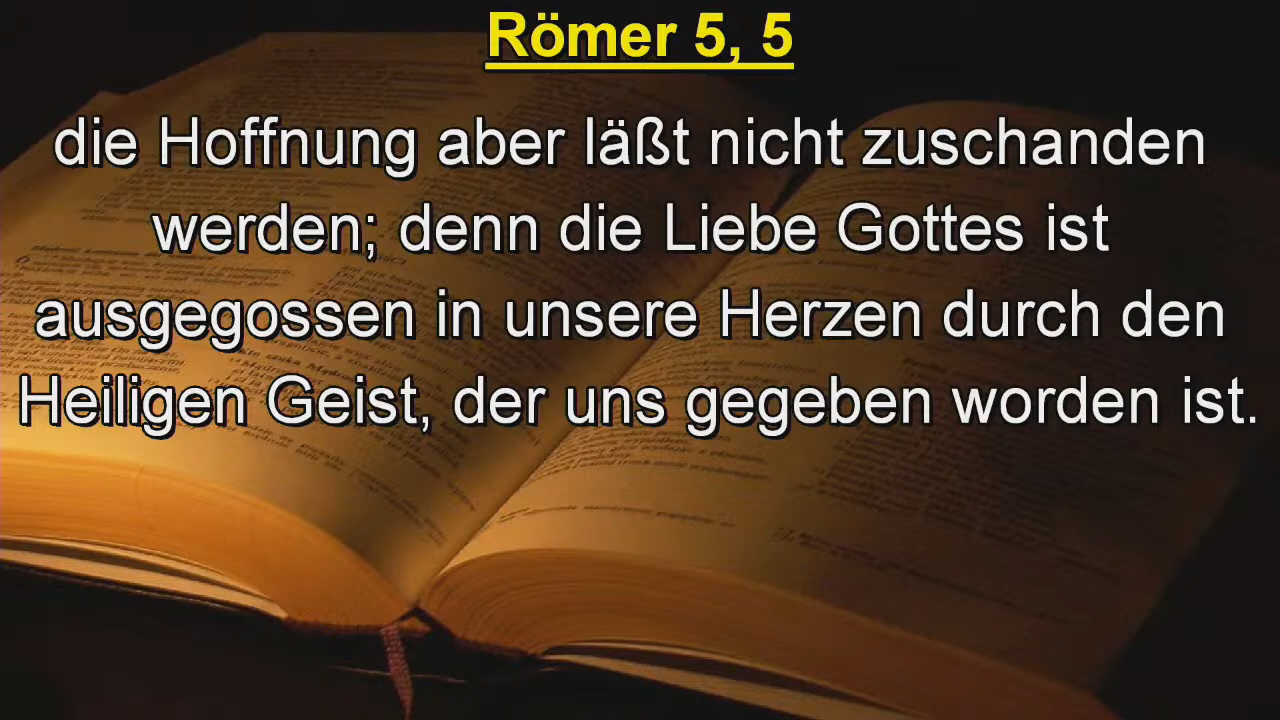 Römer 5, 5
die Hoffnung aber läßt nicht zuschanden
werden; denn die Liebe Gottes ist
ausgegossen in unsere Herzen durch den
Heiligen Geist, der uns gegeben worden ist.